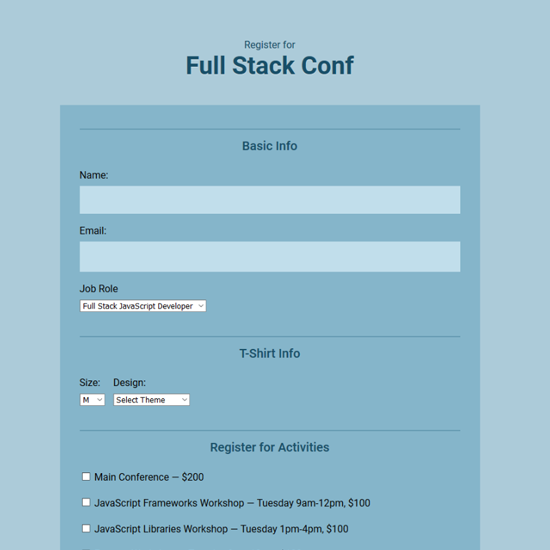 Register for
Full Stack Conf
Basic Info
Name:
Email:
Job Role
Full Stack JavaScript Developer
T-Shirt Info
Size: Design:
M Select Theme
Register for Activities
Main Conference — $200
JavaScript Frameworks Workshop — Tuesday 9am-12pm, $100
JavaScript Libraries Workshop — Tuesday 1pm-4pm, $100